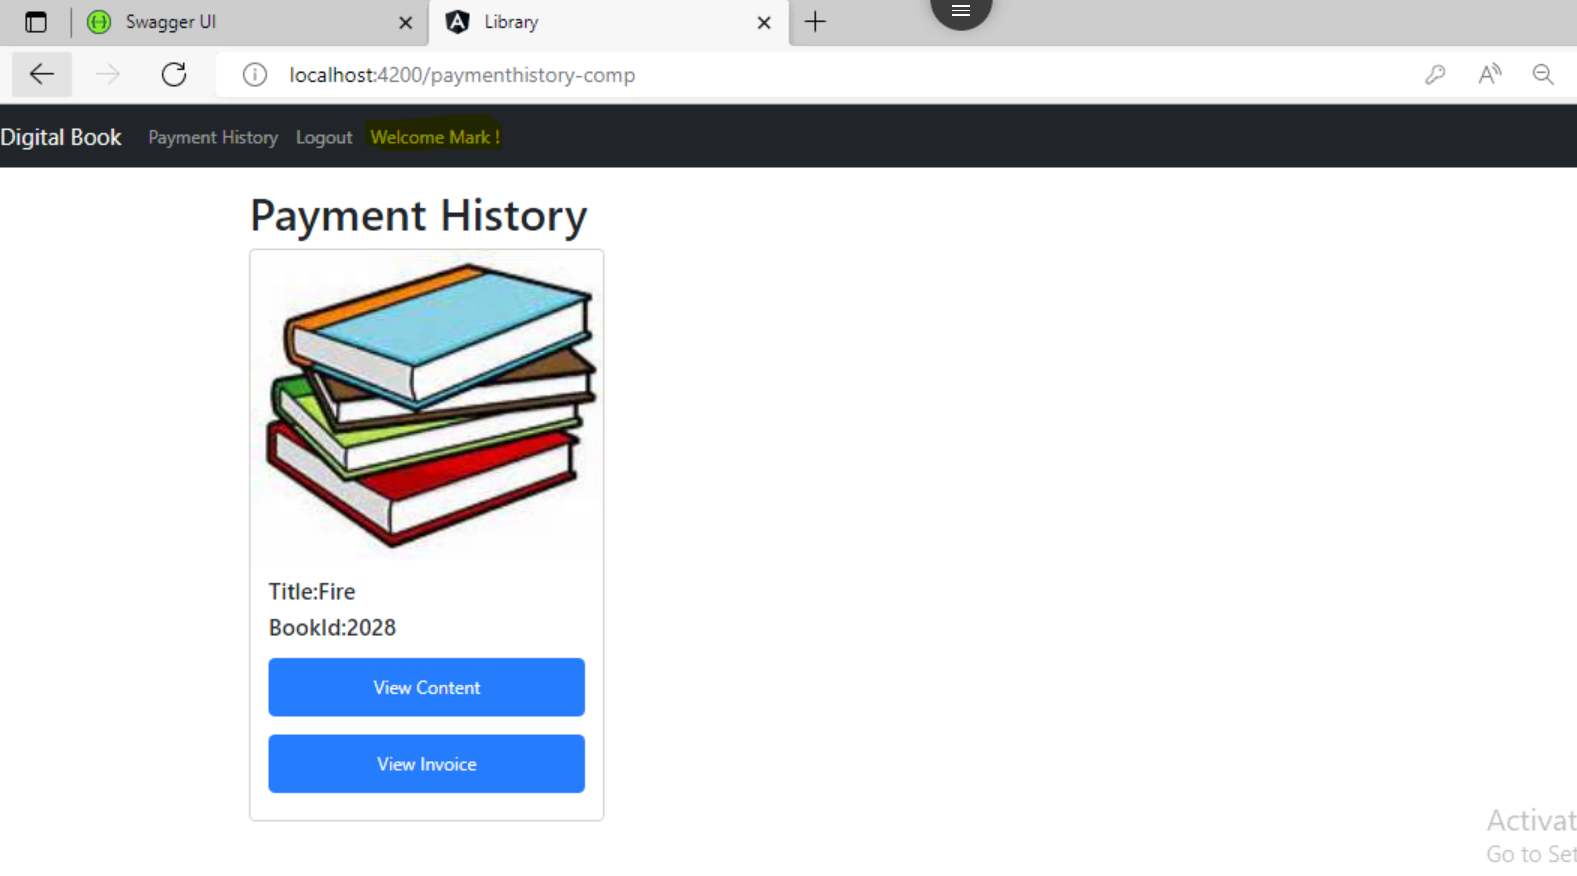 Swagger UI
Library
localhost:4200/paymenthistory-comp
Digital Book Payment History Logout Welcome Mark !
Payment History
Title:Fire
BookId:2028
View Content
View Invoice
Activat
Go to Set